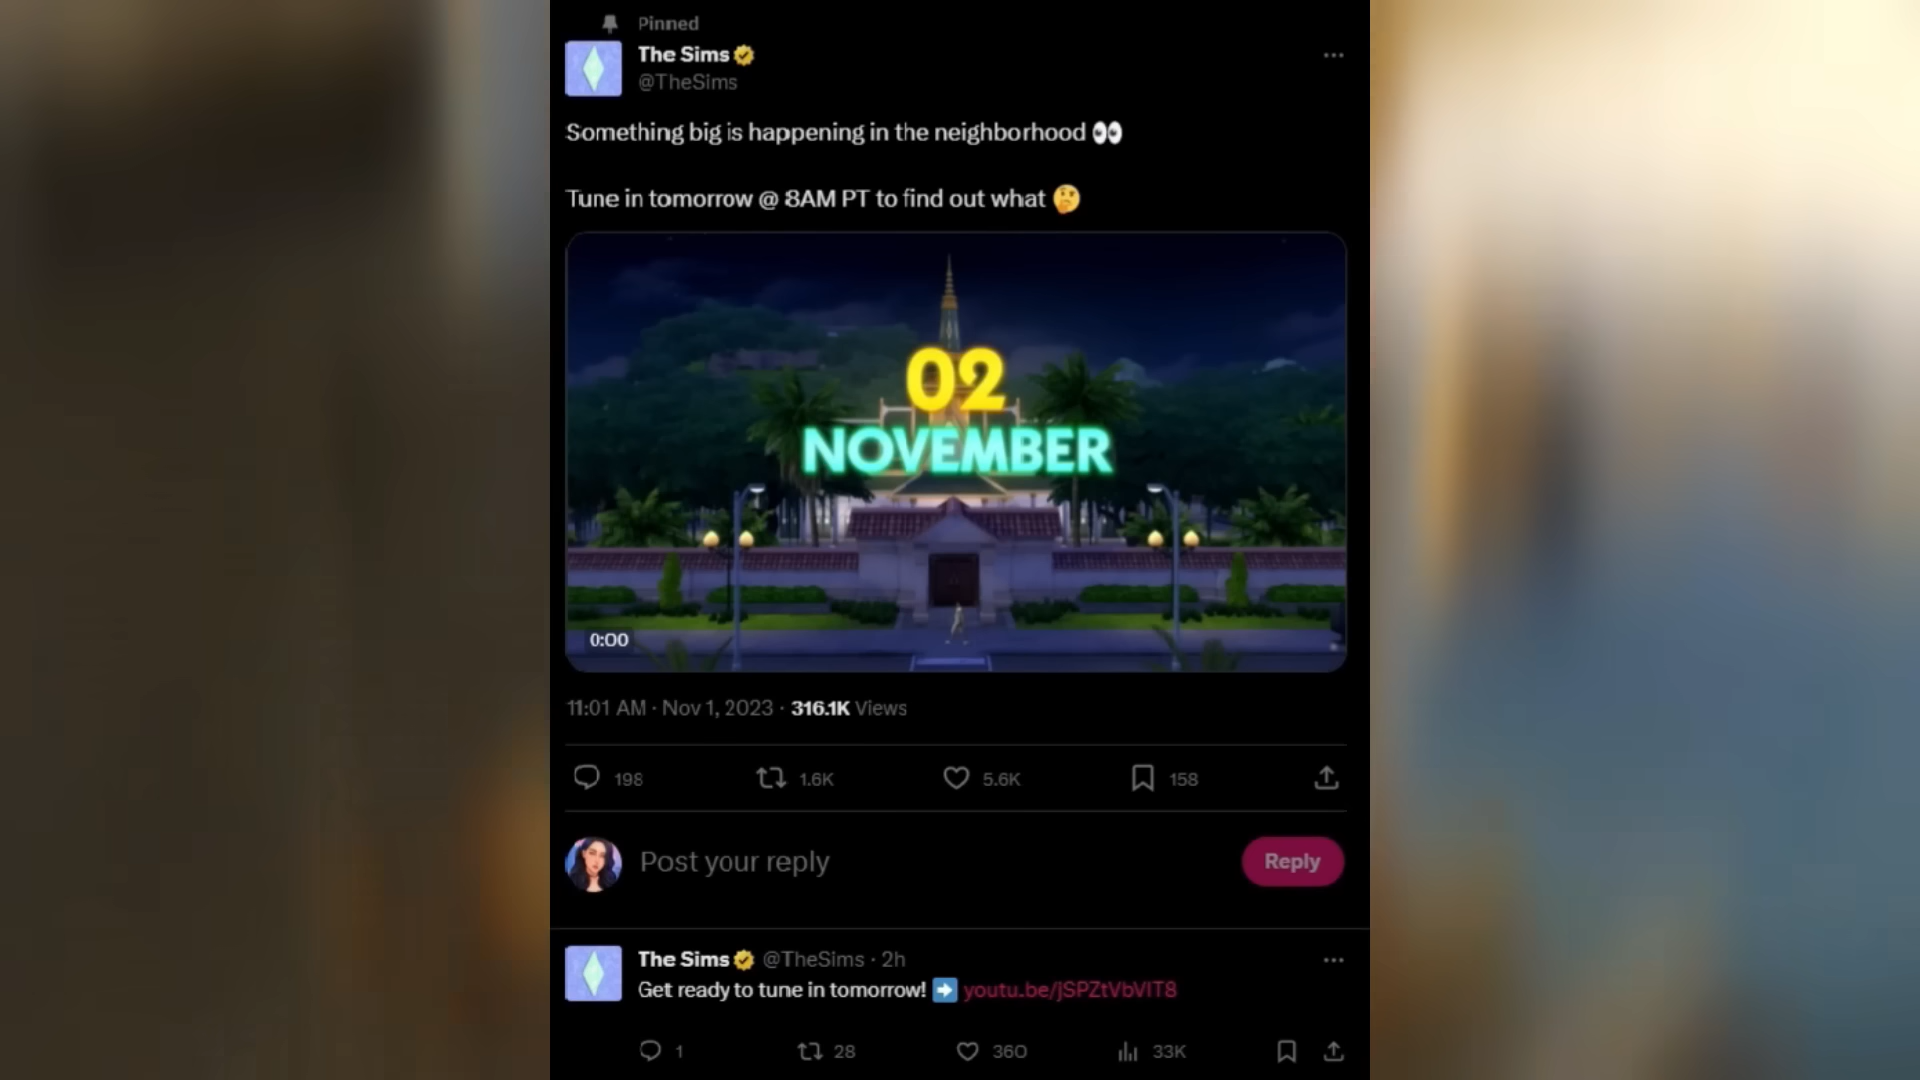 Pinned
The Sims
@TheSims
Something big is happening in the neighborhood 👀
Tune in tomorrow @ 8AM PT to find out what 🤔
02
NOVEMBER
0:00
11:01 AM · Nov 1, 2023 · 316.1K Views
198 1.6K 5.6K 158
Post your reply
Reply
The Sims @TheSims · 2h
Get ready to tune in tomorrow! ➡️ youtu.be/jSPZtVbVlT8
1 28 360 33K